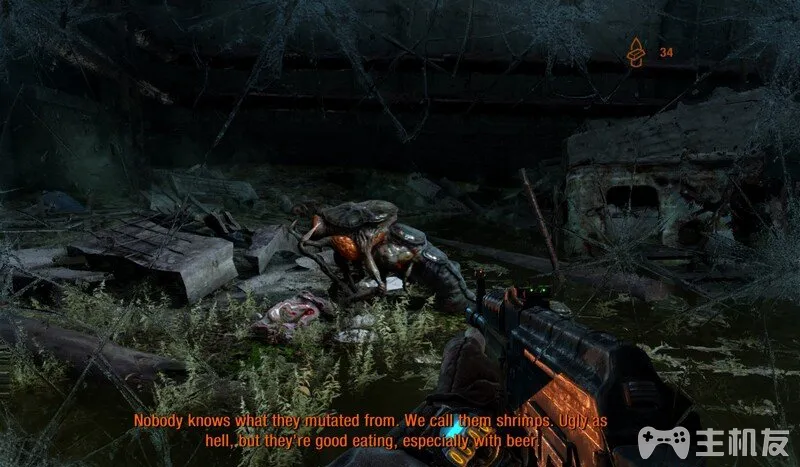 34
Nobody knows what they mutated from. We call them shrimps. Ugly as
hell, but they're good eating, especially with beer.
主机友